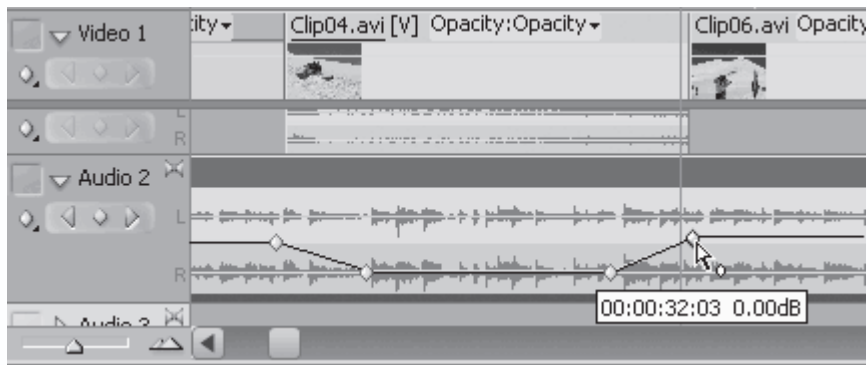 Video 1
ity
Clip04.avi [V] Opacity:Opacity
Clip06.avi Opacity
L
R
Audio 2
L
R
00:00:32:03 0.00dB
Audio 3